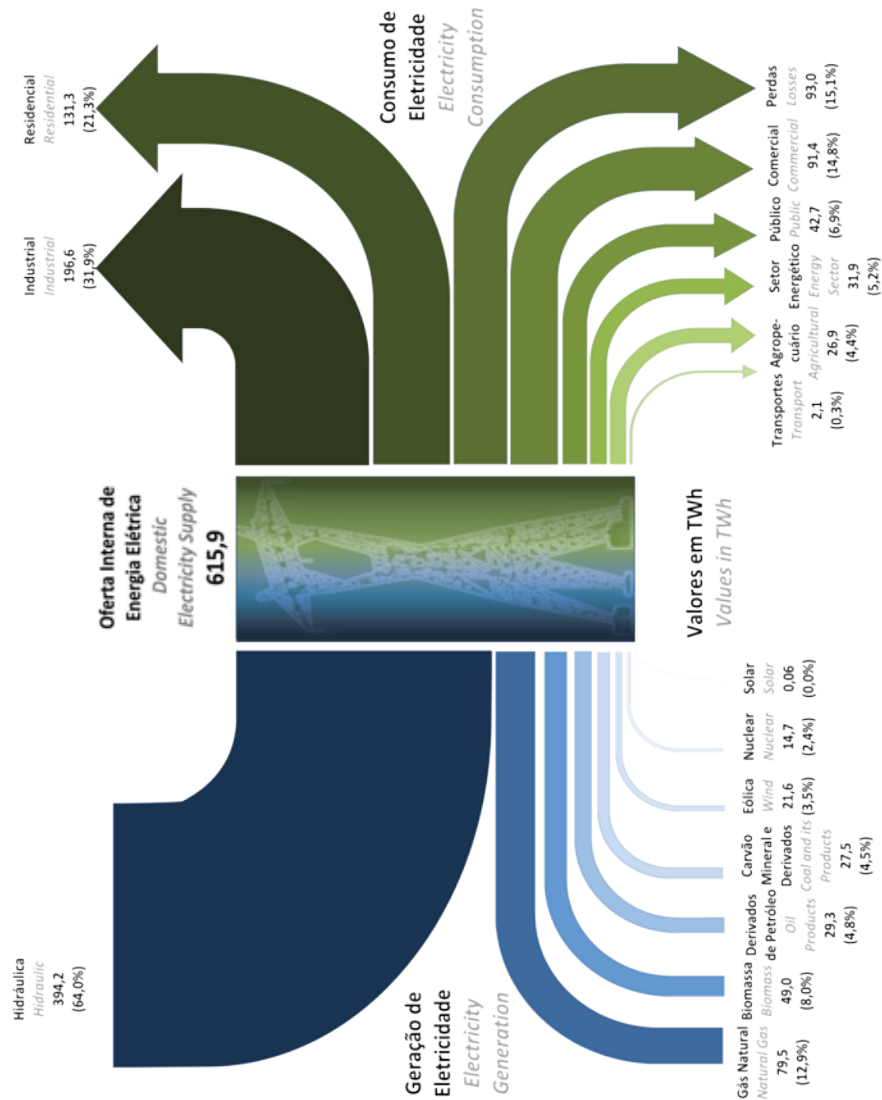 Hidráulica
Hidraulic
394,2
(64,0%)
Industrial
Industrial
196,6
(31,9%)
Residencial
Residential
131,3
(21,3%)
Oferta Interna de
Energia Elétrica
Domestic
Electricity Supply
615,9
Geração de
Eletricidade
Electricity
Generation
Consumo de
Eletricidade
Electricity
Consumption
Valores em TWh
Values in TWh
Gás Natural
Natural Gas
79,5
(12,9%)
Biomassa
Biomass
49,0
(8,0%)
Derivados
de Petróleo
Oil
Products
29,3
(4,8%)
Carvão
Mineral e
Derivados
Coal and its
Products
27,5
(4,5%)
Eólica
Wind
21,6
(3,5%)
Nuclear
Nuclear
14,7
(2,4%)
Solar
Solar
0,06
(0,0%)
Transportes
Transport
2,1
(0,3%)
Agrope-
cuário
Agricultural
26,9
(4,4%)
Setor
Energético
Energy
Sector
31,9
(5,2%)
Público
Public
42,7
(6,9%)
Comercial
Commercial
91,4
(14,8%)
Perdas
Losses
93,0
(15,1%)